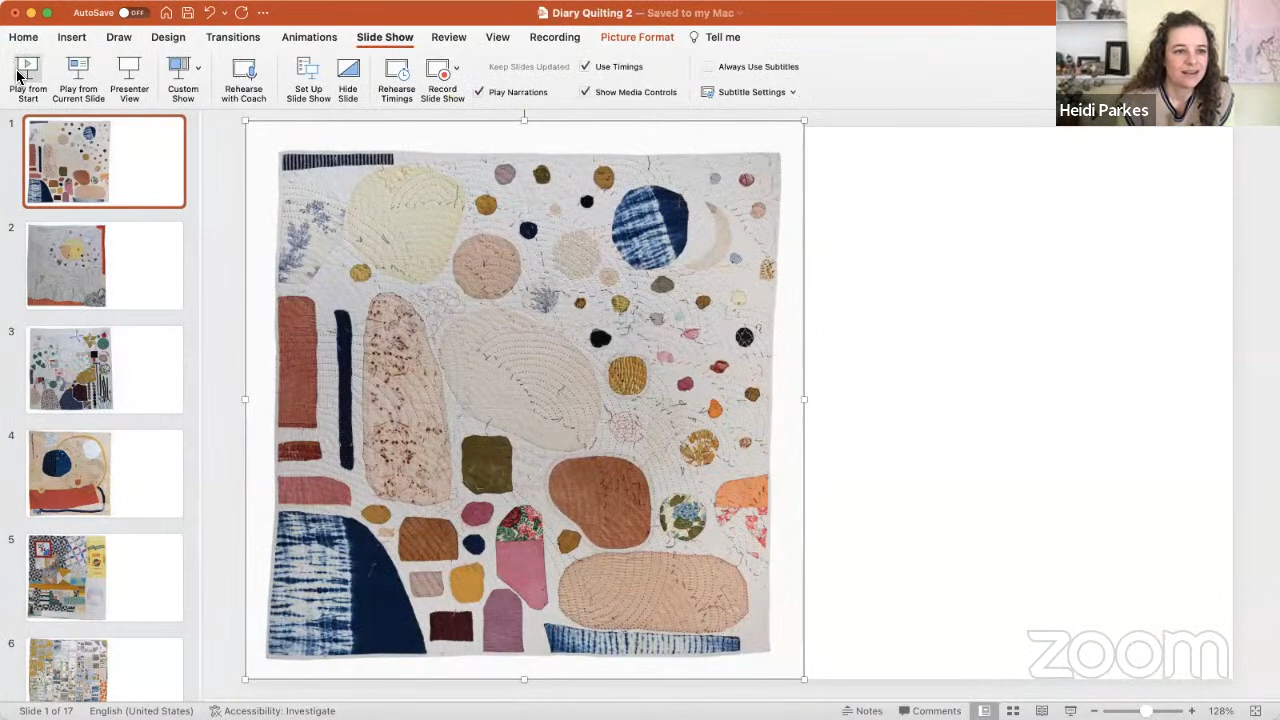 AutoSave OFF
Diary Quilting 2 — Saved to my Mac
Home Insert Draw Design Transitions Animations Slide Show Review View Recording Picture Format Tell me
Play from Start
Play from Current Slide
Presenter View
Custom Show
Rehearse with Coach
Set Up Slide Show
Hide Slide
Rehearse Timings
Record Slide Show
Keep Slides Updated
Play Narrations
Use Timings
Show Media Controls
Always Use Subtitles
Subtitle Settings
Heidi Parkes
1
2
3
4
5
6
zoom
Slide 1 of 17 English (United States) Accessibility: Investigate Notes Comments 128%